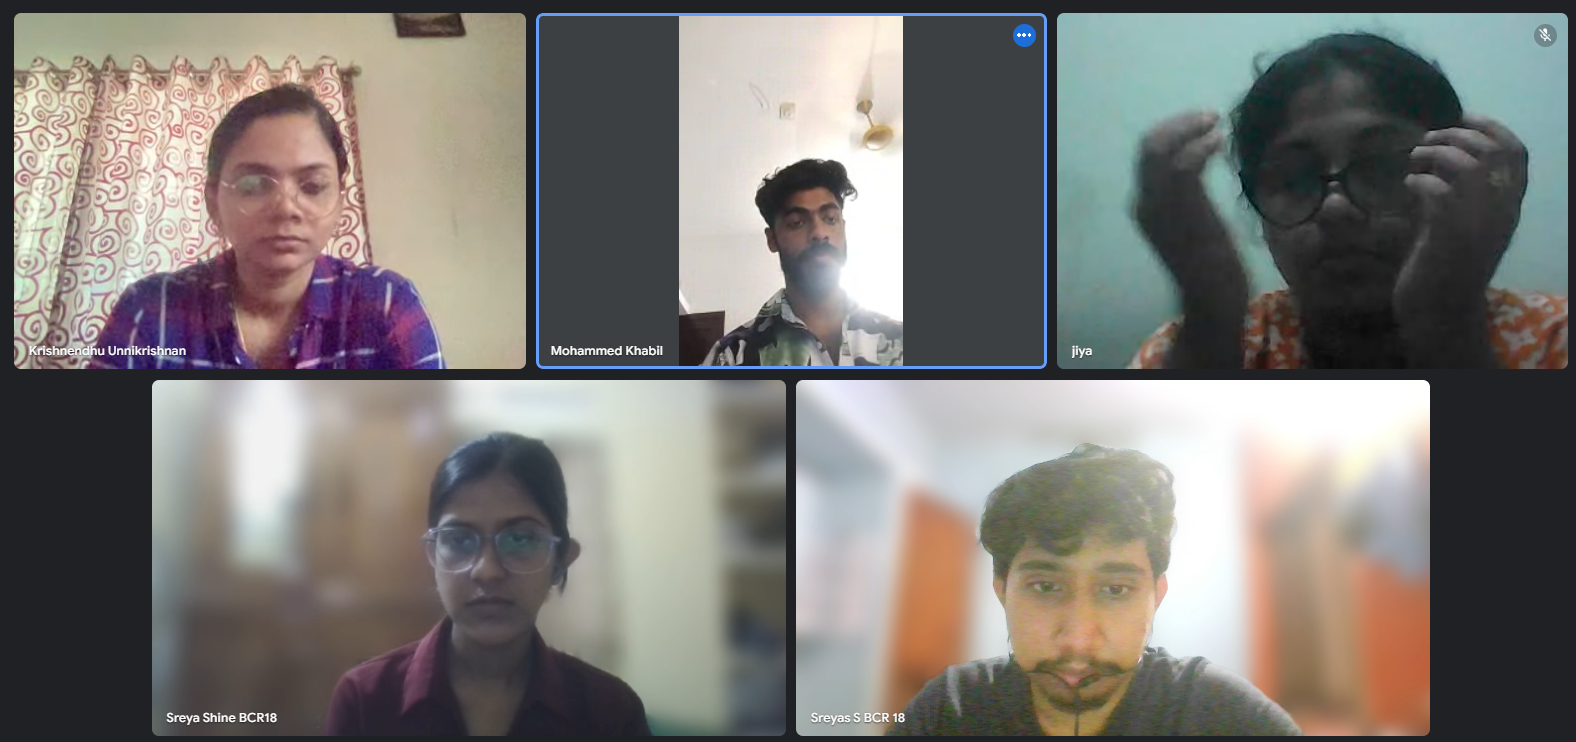 Krishnendhu Unnikrishnan
Mohammed Khabil
jiya
Sreya Shine BCR18
Sreyas S BCR 18